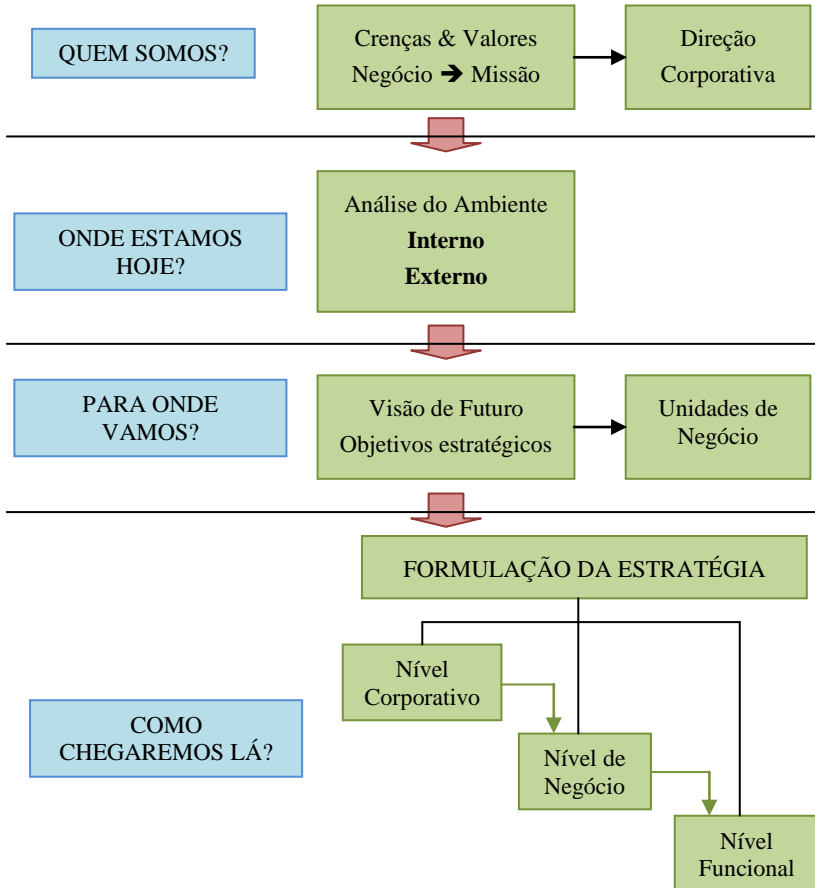 QUEM SOMOS?
Crenças & Valores
Negócio ➔ Missão
Direção
Corporativa
ONDE ESTAMOS
HOJE?
Análise do Ambiente
Interno
Externo
PARA ONDE
VAMOS?
Visão de Futuro
Objetivos estratégicos
Unidades de
Negócio
FORMULAÇÃO DA ESTRATÉGIA
COMO
CHEGAREMOS LÁ?
Nível
Corporativo
Nível de
Negócio
Nível
Funcional